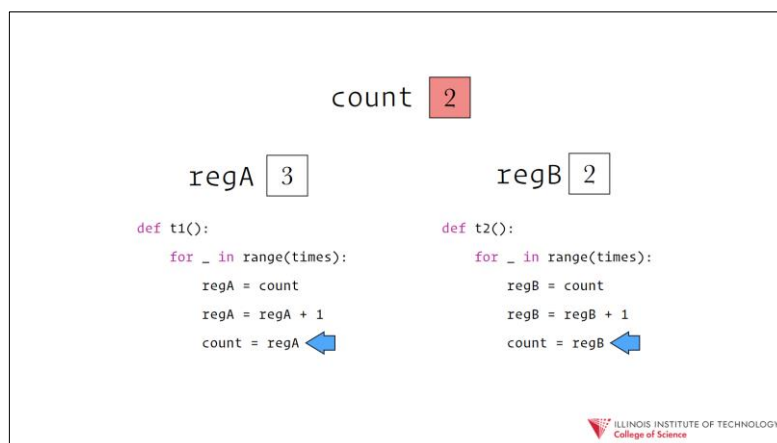 count 2
regA 3
regB 2
def t1():
for _ in range(times):
regA = count
regA = regA + 1
count = regA
def t2():
for _ in range(times):
regB = count
regB = regB + 1
count = regB
ILLINOIS INSTITUTE OF TECHNOLOGY
College of Science